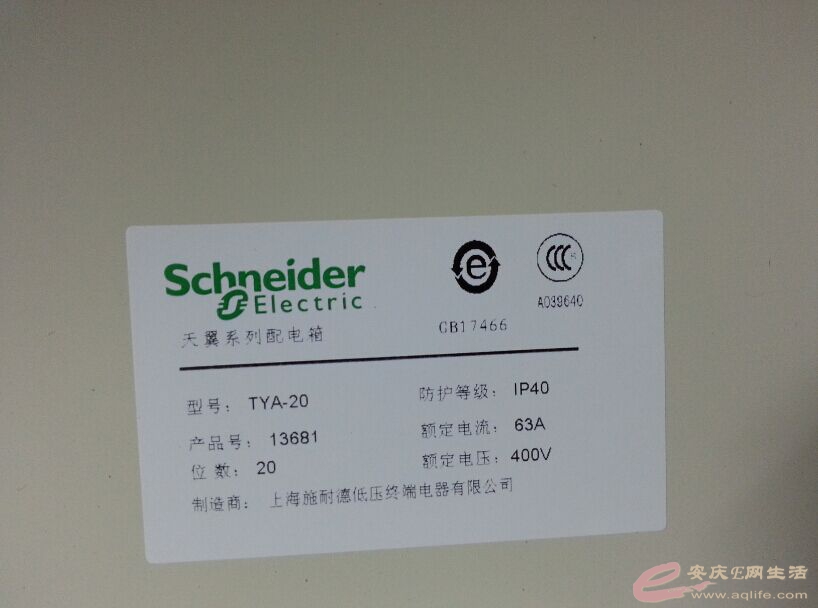 Schneider
Electric
e
CCC
S
A039640
天翼系列配电箱
GB17466
型号: TYA-20
防护等级: IP40
产品号: 13681
额定电流: 63A
位数: 20
额定电压: 400V
制造商: 上海施耐德低压终端电器有限公司
e 安庆E网生活
www.aqlife.com